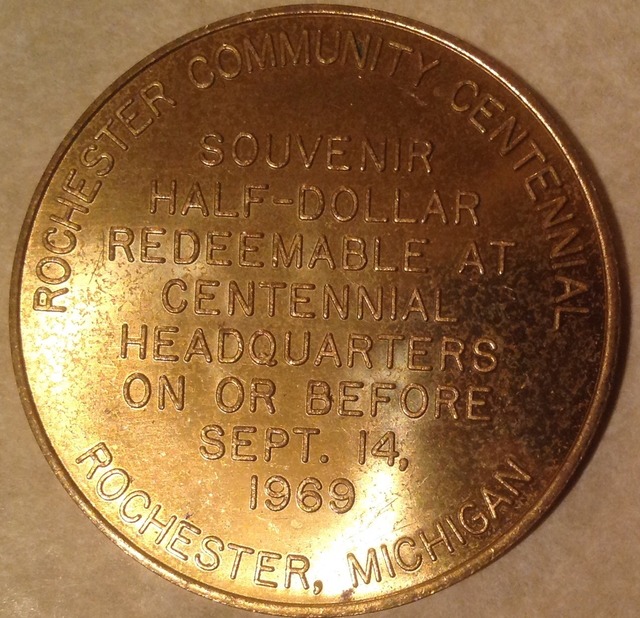 ROCHESTER COMMUNITY CENTENNIAL
SOUVENIR
HALF-DOLLAR
REDEEMABLE AT
CENTENNIAL
HEADQUARTERS
ON OR BEFORE
SEPT. 14,
1969
ROCHESTER, MICHIGAN